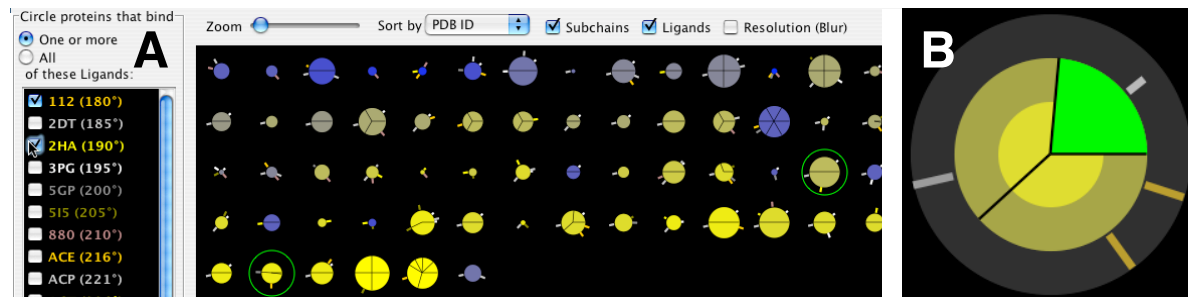 Circle proteins that bind
One or more
All
of these Ligands:
A
112 (180°)
2DT (185°)
2HA (190°)
3PG (195°)
5GP (200°)
5I5 (205°)
880 (210°)
ACE (216°)
ACP (221°)
Zoom Sort by PDB ID Subchains Ligands Resolution (Blur)
B